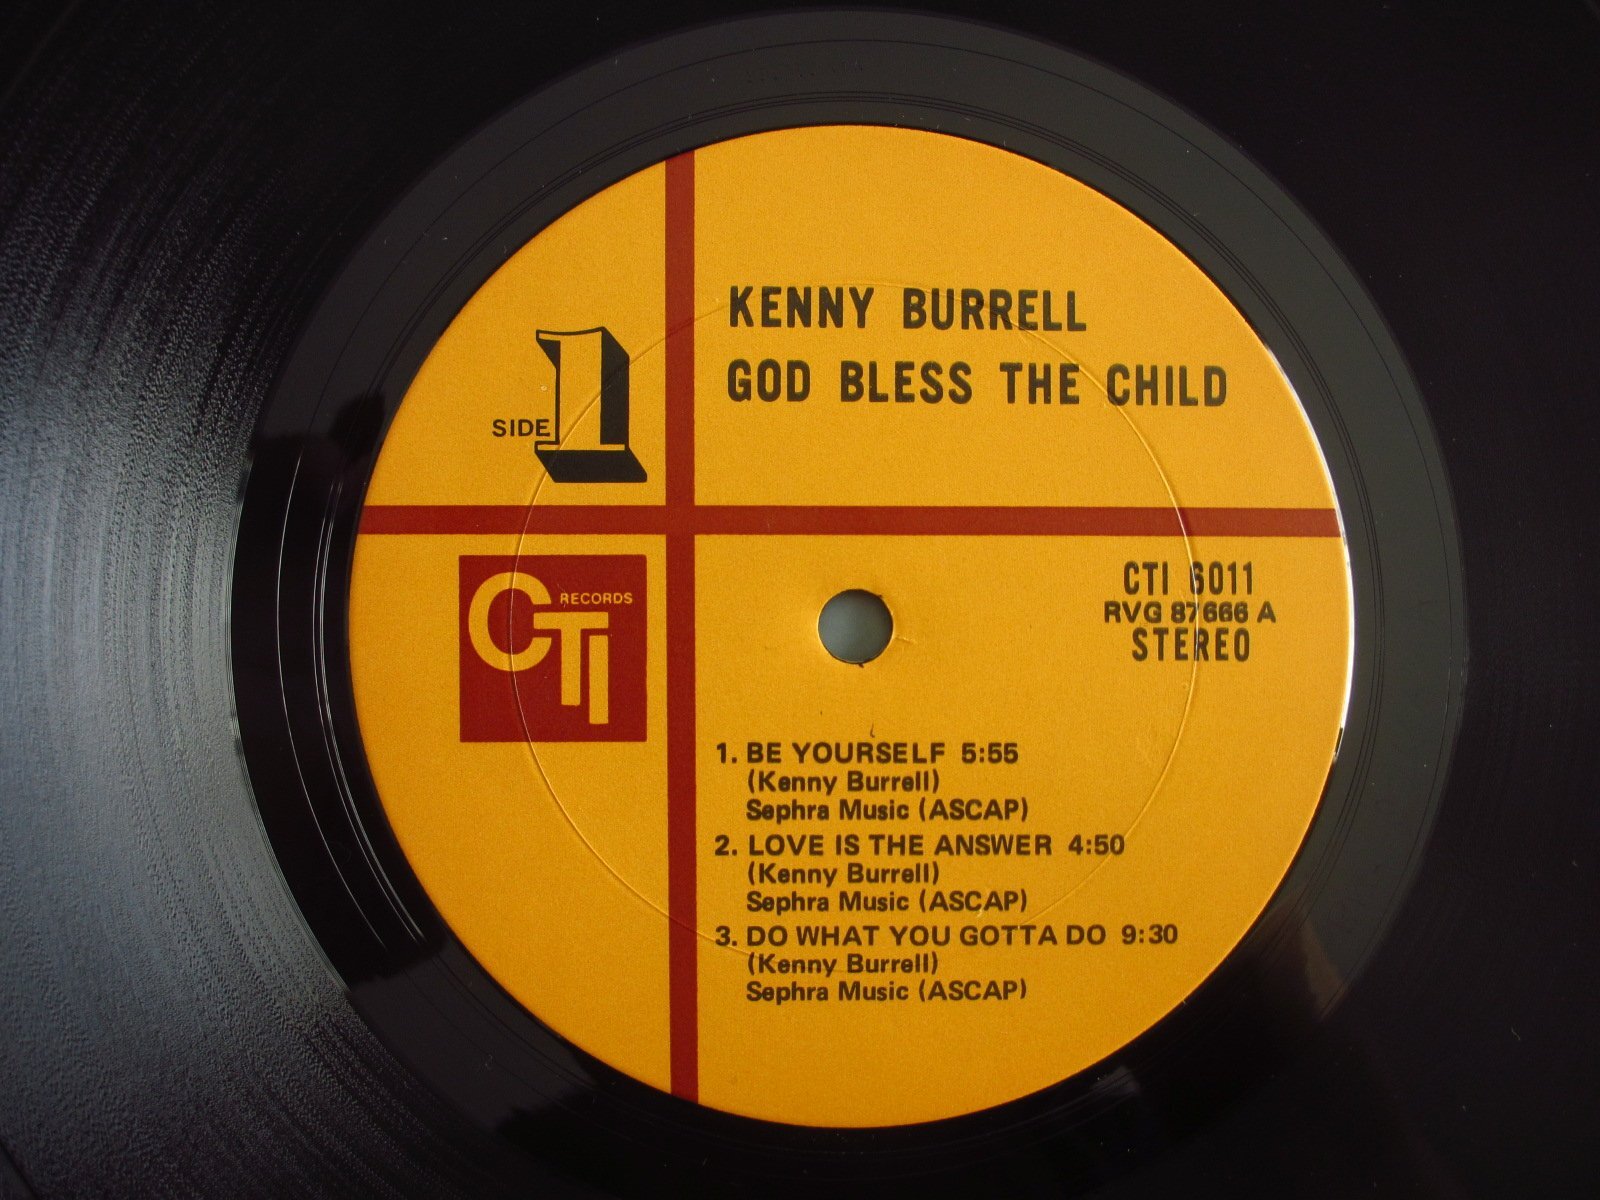 KENNY BURRELL
GOD BLESS THE CHILD
SIDE 1
CTI RECORDS
CTI 6011
RVG 87666 A
STEREO
1. BE YOURSELF 5:55
(Kenny Burrell)
Sephra Music (ASCAP)
2. LOVE IS THE ANSWER 4:50
(Kenny Burrell)
Sephra Music (ASCAP)
3. DO WHAT YOU GOTTA DO 9:30
(Kenny Burrell)
Sephra Music (ASCAP)